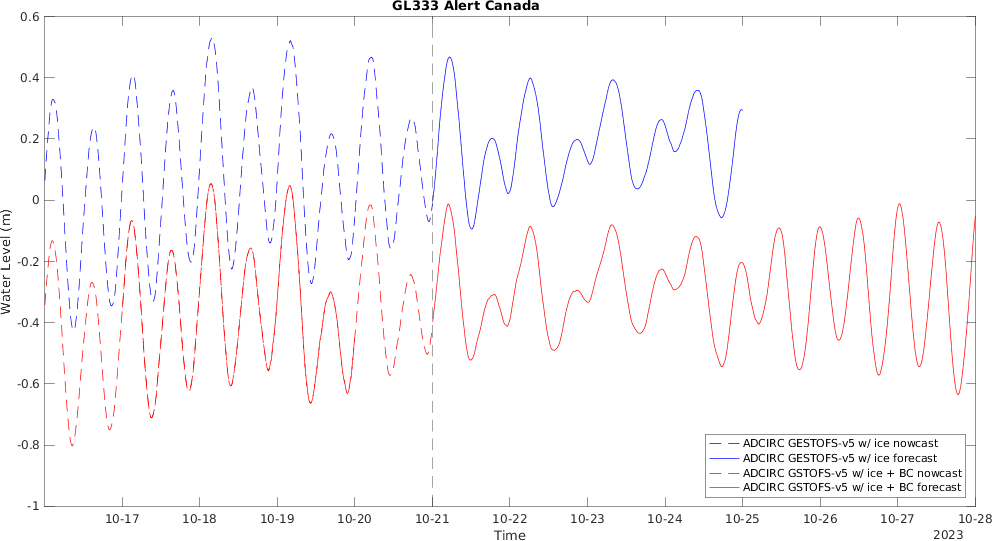 GL333 Alert Canada
0.6
0.4
0.2
0
-0.2
-0.4
-0.6
-0.8
-1
Water Level (m)
ADCIRC GESTOFS-v5 w/ ice nowcast
ADCIRC GESTOFS-v5 w/ ice forecast
ADCIRC GSTOFS-v5 w/ ice + BC nowcast
ADCIRC GSTOFS-v5 w/ ice + BC forecast
10-17 10-18 10-19 10-20 10-21 10-22 10-23 10-24 10-25 10-26 10-27 10-28
Time
2023